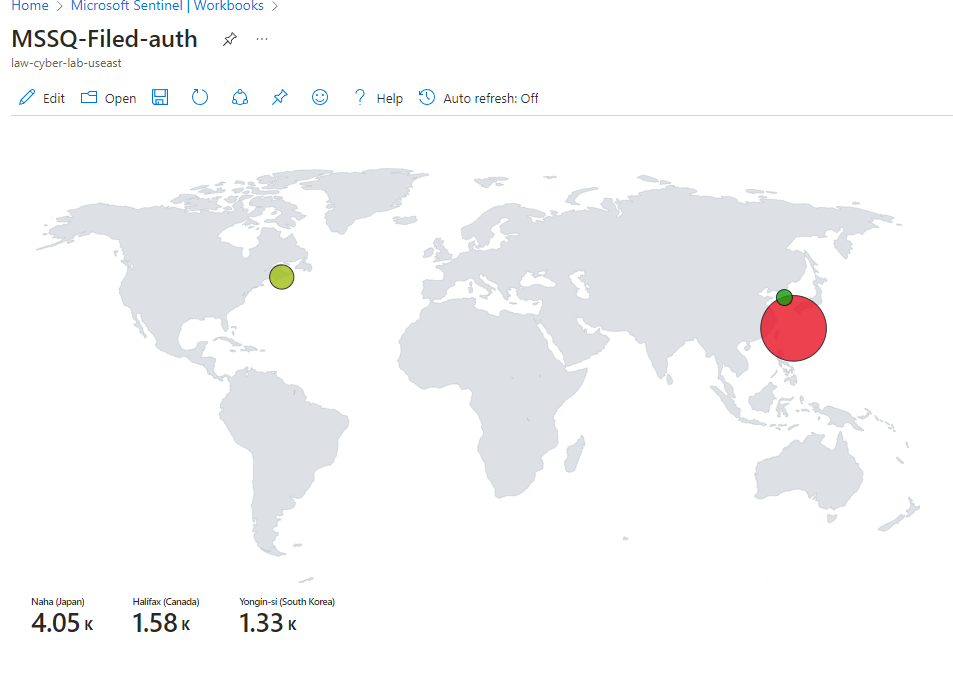 Home > Microsoft Sentinel | Workbooks >
MSSQ-Filed-auth ...
law-cyber-lab-useast
Edit Open ? Help Auto refresh: Off
Naha (Japan) Halifax (Canada) Yongin-si (South Korea)
4.05 K 1.58 K 1.33 K